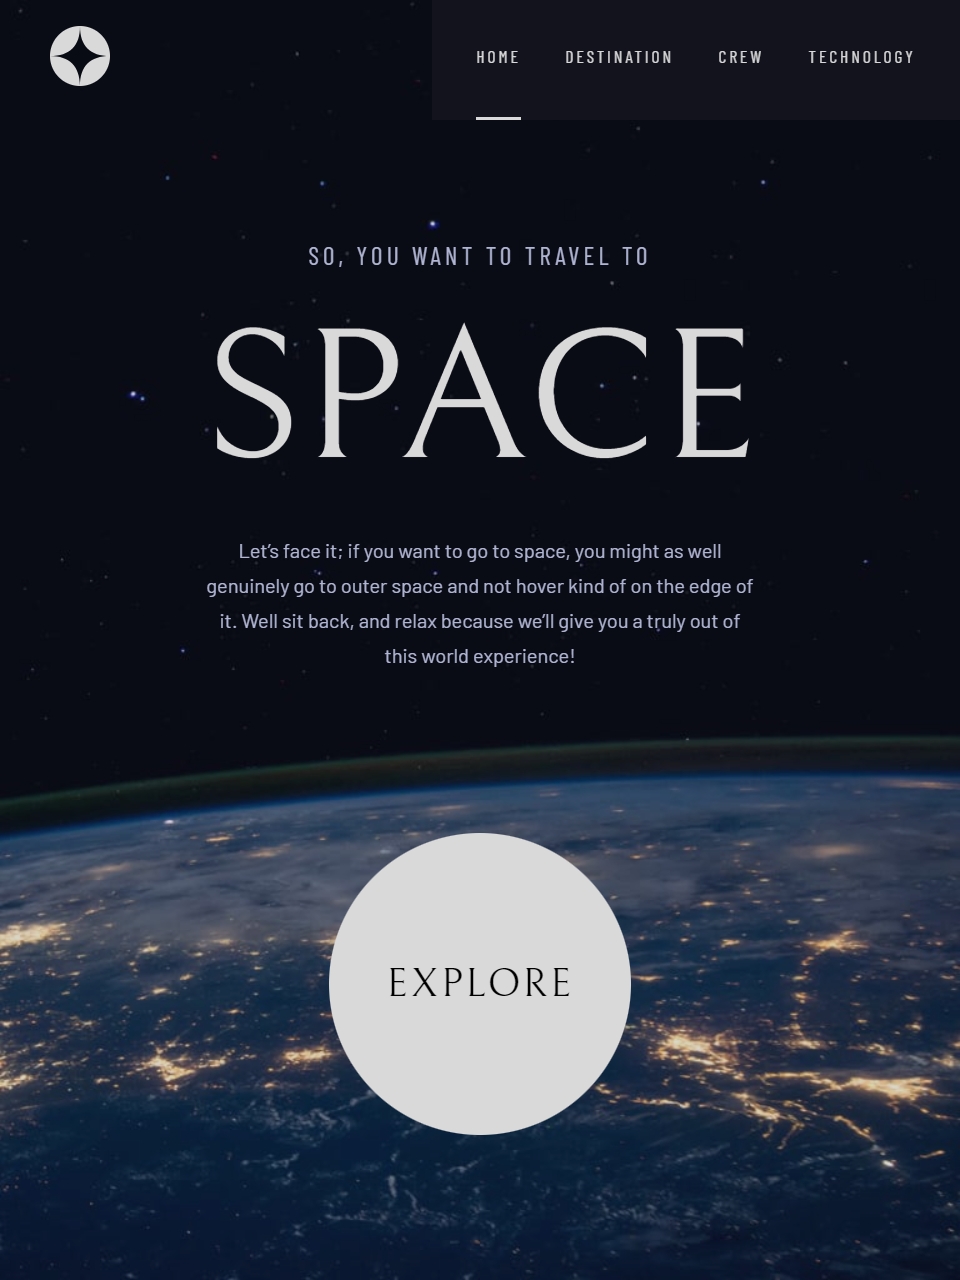 HOME DESTINATION CREW TECHNOLOGY
SO, YOU WANT TO TRAVEL TO
SPACE
Let’s face it; if you want to go to space, you might as well
genuinely go to outer space and not hover kind of on the edge of
it. Well sit back, and relax because we’ll give you a truly out of
this world experience!
EXPLORE